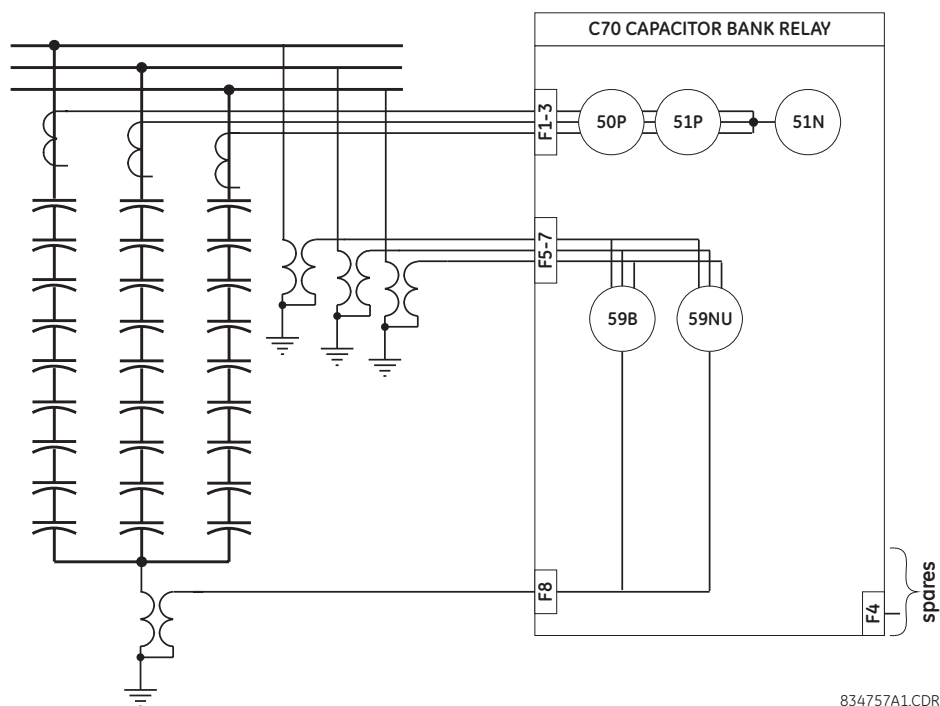 C70 CAPACITOR BANK RELAY
F1-3
50P
51P
51N
F5-7
59B
59NU
F8
F4
spares
834757A1.CDR